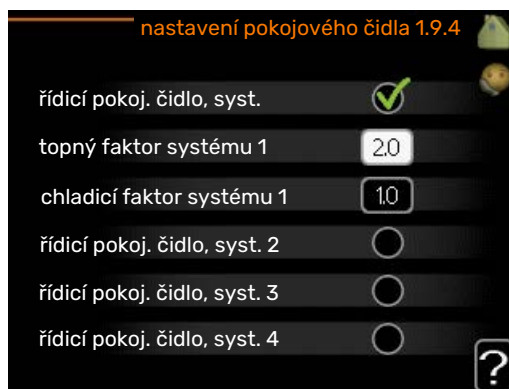 nastavení pokojového čidla 1.9.4
řídicí pokoj. čidlo, syst.
topný faktor systému 1 2.0
chladicí faktor systému 1 1.0
řídicí pokoj. čidlo, syst. 2
řídicí pokoj. čidlo, syst. 3
řídicí pokoj. čidlo, syst. 4
?